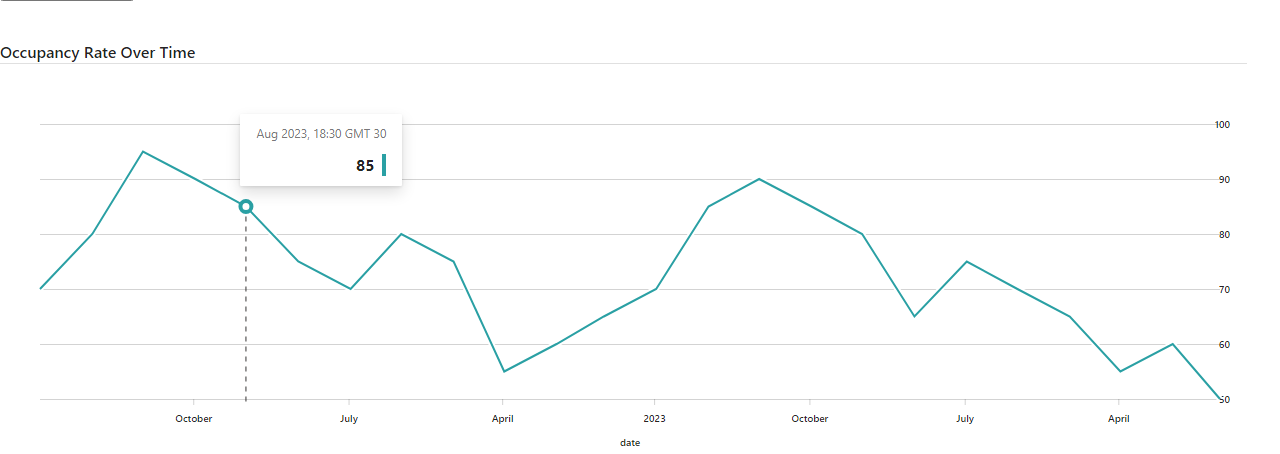 Occupancy Rate Over Time
Aug 2023, 18:30 GMT 30
85
100
90
80
70
60
50
October
July
April
2023
October
July
April
date